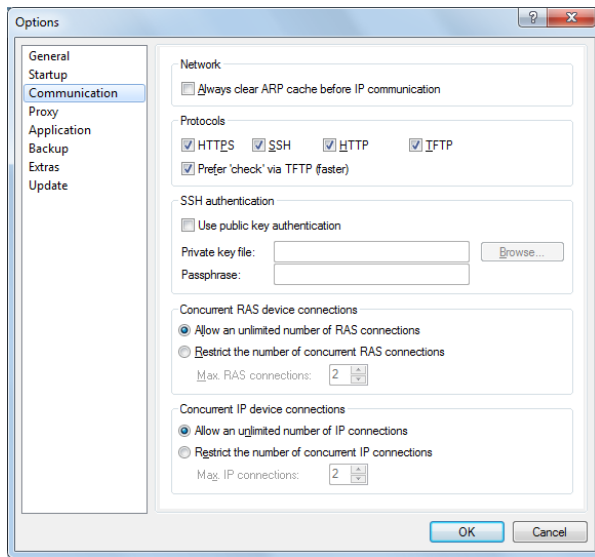 Options
General
Startup
Communication
Proxy
Application
Backup
Extras
Update
Network
Always clear ARP cache before IP communication
Protocols
HTTPS SSH HTTP TFTP
Prefer 'check' via TFTP (faster)
SSH authentication
Use public key authentication
Private key file: Browse...
Passphrase:
Concurrent RAS device connections
Allow an unlimited number of RAS connections
Restrict the number of concurrent RAS connections
Max. RAS connections: 2
Concurrent IP device connections
Allow an unlimited number of IP connections
Restrict the number of concurrent IP connections
Max. IP connections: 2
OK Cancel